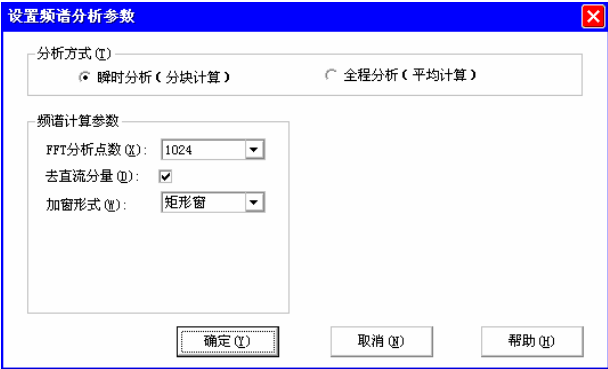 设置频谱分析参数
分析方式(T)
瞬时分析(分块计算) 全程分析(平均计算)
频谱计算参数
FFT分析点数(X): 1024
去直流分量(D):
加窗形式(W): 矩形窗
确定(Y) 取消(N) 帮助(H)